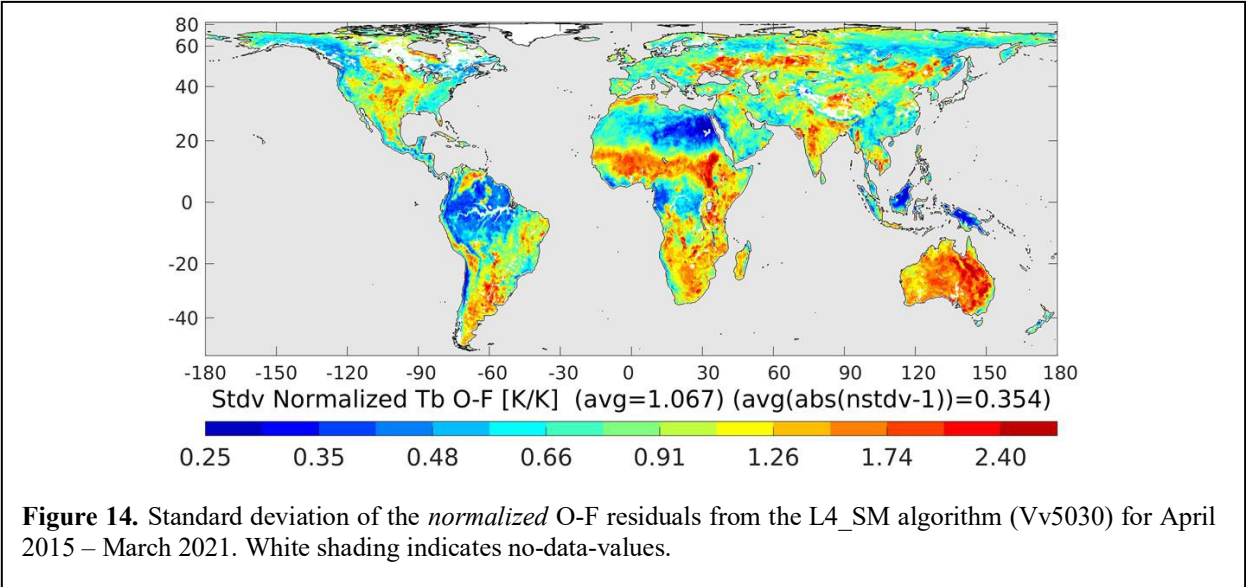 80
60
40
20
0
-20
-40
-180 -150 -120 -90 -60 -30 0 30 60 90 120 150 180
Stdv Normalized Tb O-F [K/K] (avg=1.067) (avg(abs(nstdv-1))=0.354)
0.25 0.35 0.48 0.66 0.91 1.26 1.74 2.40
Figure 14. Standard deviation of the normalized O-F residuals from the L4_SM algorithm (Vv5030) for April
2015 – March 2021. White shading indicates no-data-values.